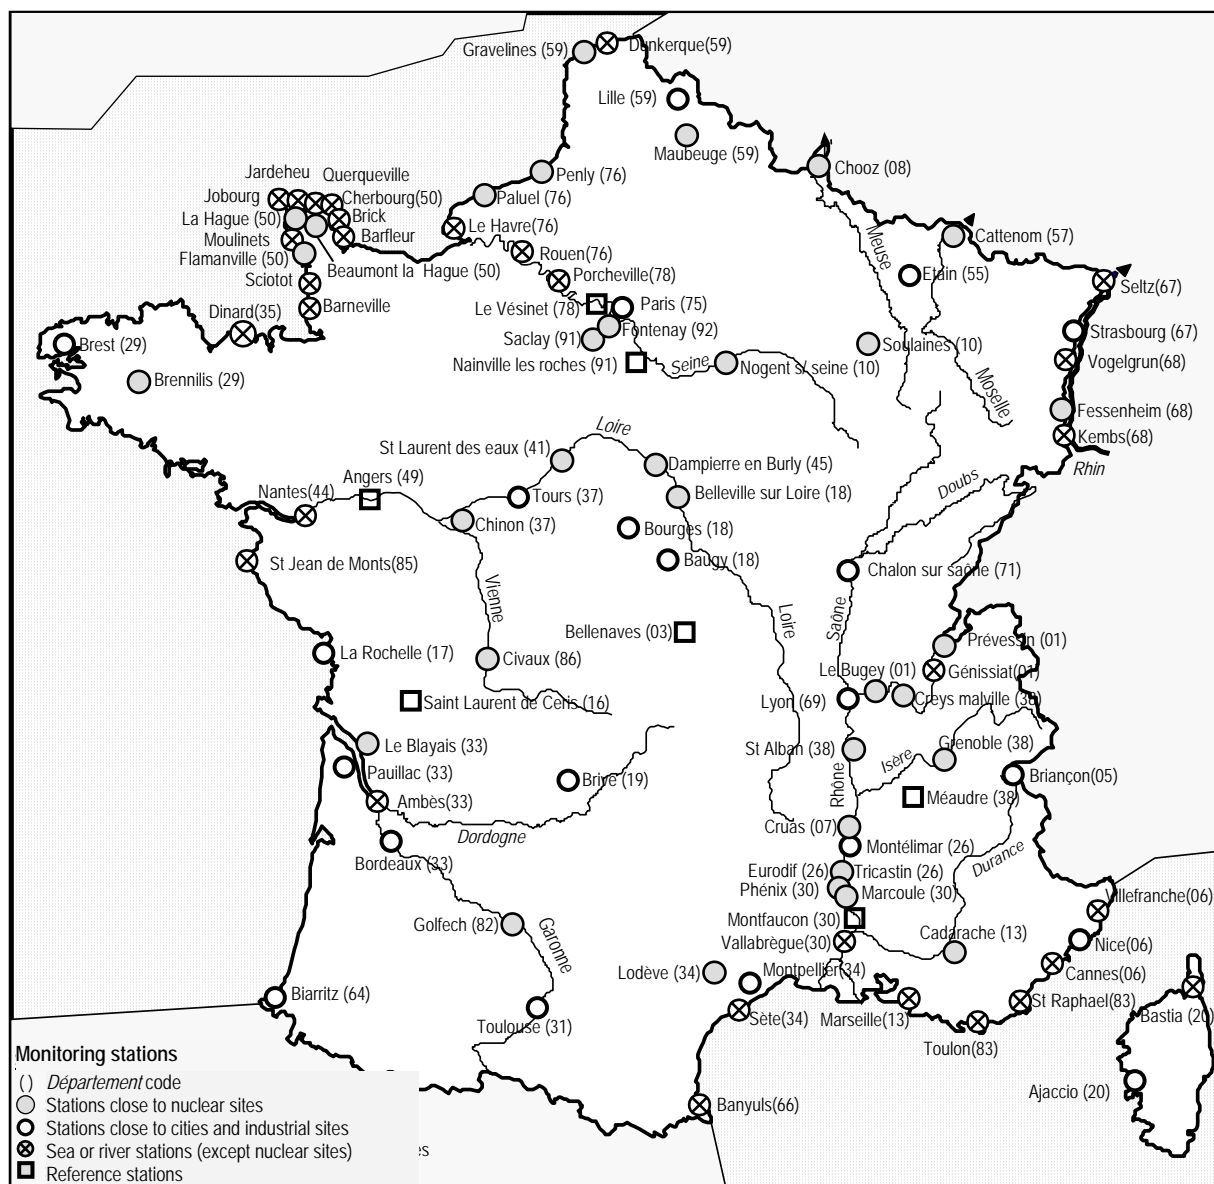 Gravelines (59)
Dunkerque(59)
Lille (59)
Maubeuge (59)
Jardeheu
Querqueville
Penly (76)
Chooz (08)
Jobourg
Cherbourg(50)
Paluel (76)
La Hague (50)
Brick
Le Havre(76)
Moulinets
Barfleur
Meuse
Cattenom (57)
Flamanville (50)
Beaumont la Hague (50)
Rouen(76)
Etain (55)
Sciotot
Porcheville(78)
Seltz(67)
Dinard(35)
Barneville
Le Vésinet (78)
Paris (75)
Fontenay (92)
Strasbourg (67)
Brest (29)
Saclay (91)
Soulaines (10)
Nainville les roches (91)
Seine
Nogent s/ seine (10)
Vogelgrun(68)
Brennilis (29)
Moselle
Fessenheim (68)
Loire
Kembs(68)
St Laurent des eaux (41)
Dampierre en Burly (45)
Rhin
Angers (49)
Doubs
Nantes(44)
Tours (37)
Belleville sur Loire (18)
Chinon (37)
Bourges (18)
St Jean de Monts(85)
Baugy (18)
Chalon sur saône (71)
Vienne
Loire
Saône
Bellenaves (03)
La Rochelle (17)
Civaux (86)
Prévessin (01)
Le Bugey (01)
Génissiat(01)
Saint Laurent de Ceris (16)
Lyon (69)
Creys malville (38)
Le Blayais (33)
St Alban (38)
Grenoble (38)
Isère
Pauillac (33)
Brive (19)
Rhône
Briançon(05)
Ambès(33)
Méaudre (38)
Dordogne
Cruas (07)
Bordeaux (33)
Montélimar (26)
Durance
Eurodif (26)
Tricastin (26)
Phénix (30)
Marcoule (30)
Villefranche(06)
Golfech (82)
Garonne
Montfaucon (30)
Vallabrègue(30)
Cadarache (13)
Nice(06)
Lodève (34)
Montpellier(34)
Cannes(06)
Biarritz (64)
St Raphael(83)
Toulouse (31)
Sète(34)
Marseille(13)
Bastia (20)
Toulon(83)
Ajaccio (20)
Banyuls(66)
Monitoring stations
() Département code
Stations close to nuclear sites
Stations close to cities and industrial sites
Sea or river stations (except nuclear sites)
es
Reference stations